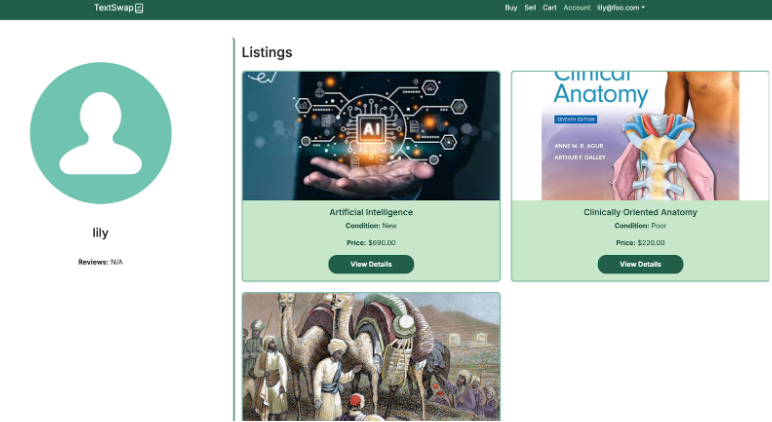 TextSwap
Buy Sell Cart Account lily@foo.com
Listings
AI
Clinical
Anatomy
SEVENTH EDITION
ANNE M. R. AGUR
ARTHUR F. DALLEY
lily
Reviews: N/A
Artificial Intelligence
Condition: New
Price: $690.00
View Details
Clinically Oriented Anatomy
Condition: Poor
Price: $220.00
View Details